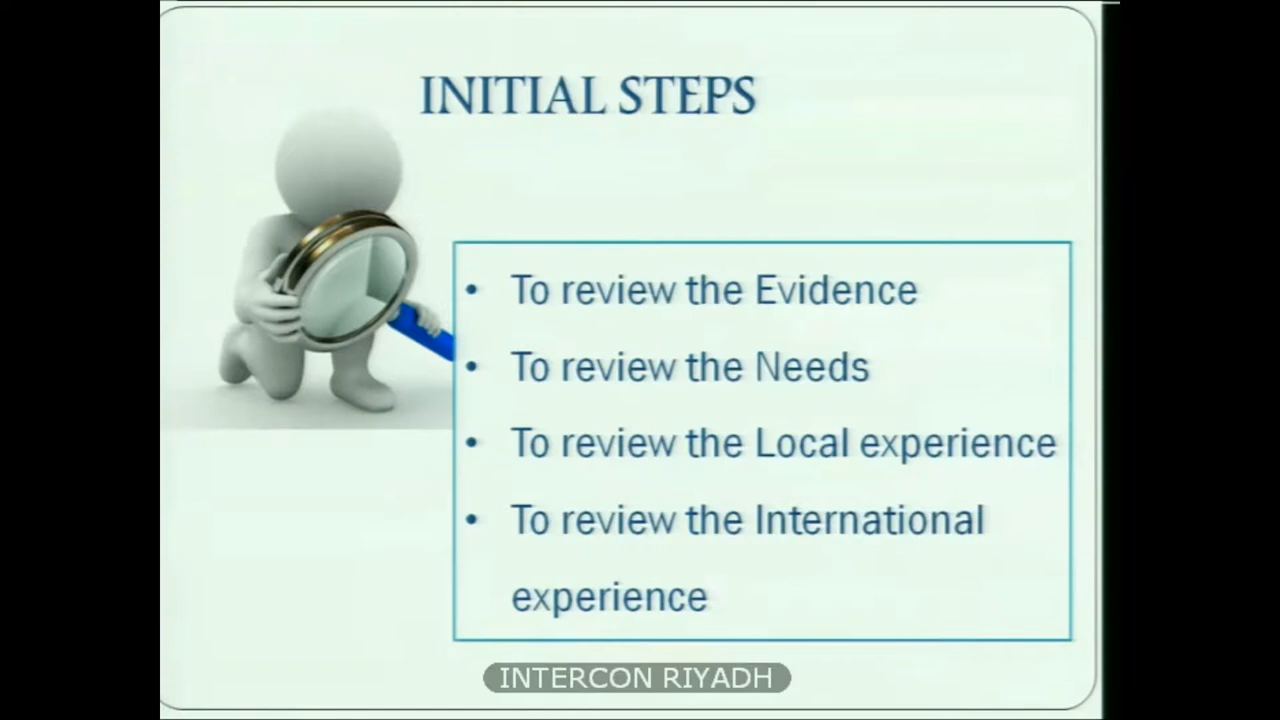 INITIAL STEPS
• To review the Evidence
• To review the Needs
• To review the Local experience
• To review the International
experience
INTERCON RIYADH